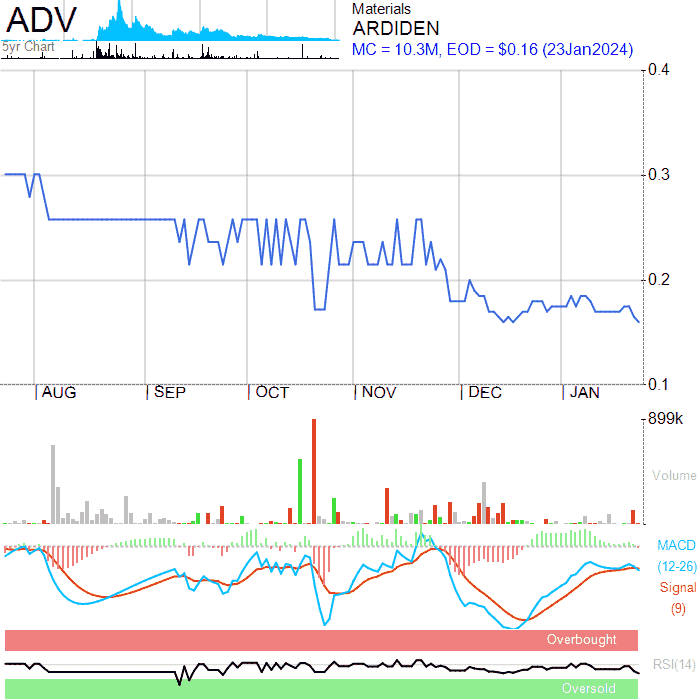 ADV
5yr Chart
Materials
ARDIDEN
MC = 10.3M, EOD = $0.16 (23Jan2024)
0.4
0.3
0.2
0.1
AUG SEP OCT NOV DEC JAN
899k
Volume
MACD
(12-26)
Signal
(9)
Overbought
RSI(14)
Oversold